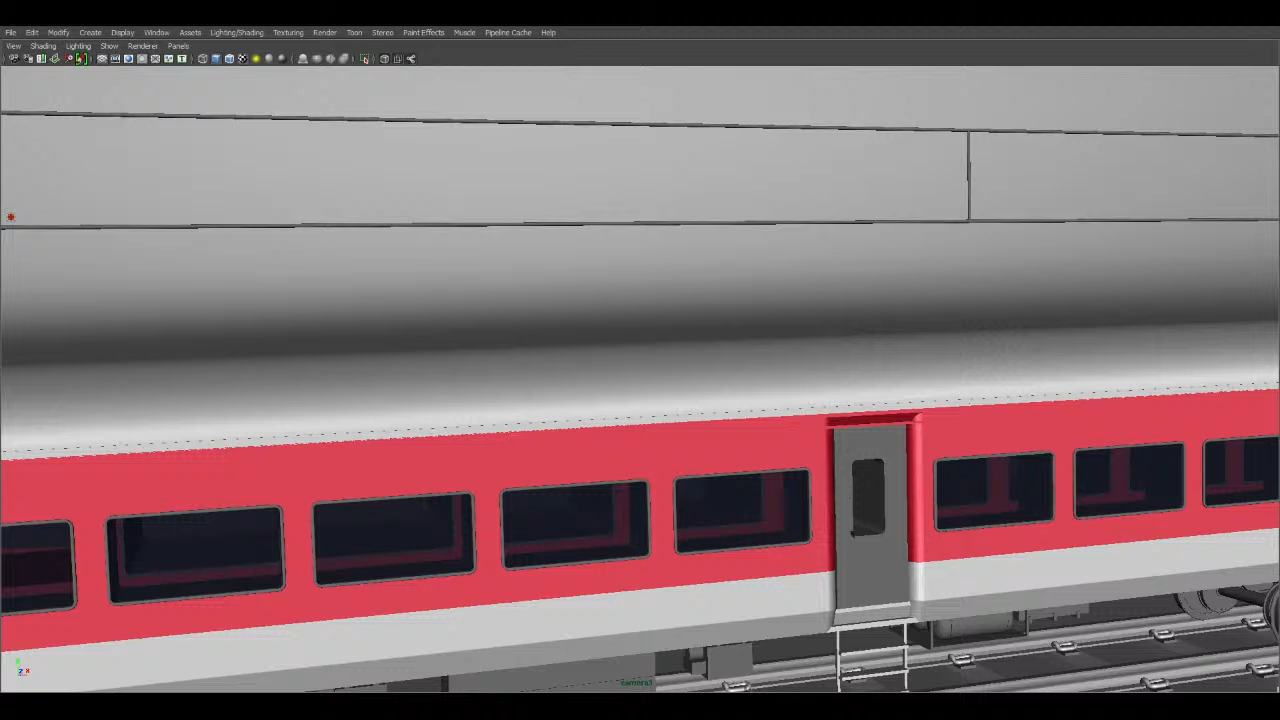 File Edit Modify Create Display Window Assets Lighting/Shading Texturing Render Toon Stereo Paint Effects Muscle Pipeline Cache Help
View Shading Lighting Show Renderer Panels
camera1